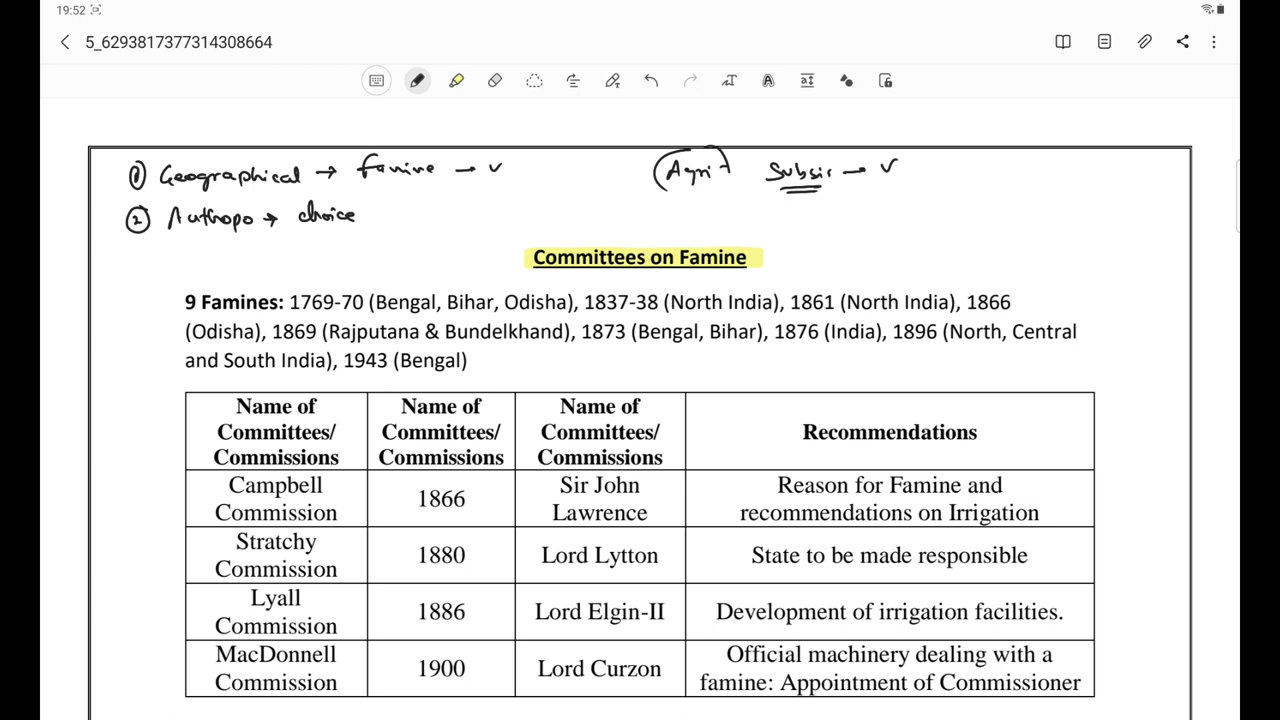 19:52
5_6293817377314308664
① Geographical → famine → v (Agri) Subsis → v
② Authopo → choice
Committees on Famine
9 Famines: 1769-70 (Bengal, Bihar, Odisha), 1837-38 (North India), 1861 (North India), 1866
(Odisha), 1869 (Rajputana & Bundelkhand), 1873 (Bengal, Bihar), 1876 (India), 1896 (North, Central
and South India), 1943 (Bengal)
Name of Committees/ Commissions Name of Committees/ Commissions Name of Committees/ Commissions Recommendations
Campbell Commission 1866 Sir John Lawrence Reason for Famine and recommendations on Irrigation
Stratchy Commission 1880 Lord Lytton State to be made responsible
Lyall Commission 1886 Lord Elgin-II Development of irrigation facilities.
MacDonnell Commission 1900 Lord Curzon Official machinery dealing with a famine: Appointment of Commissioner